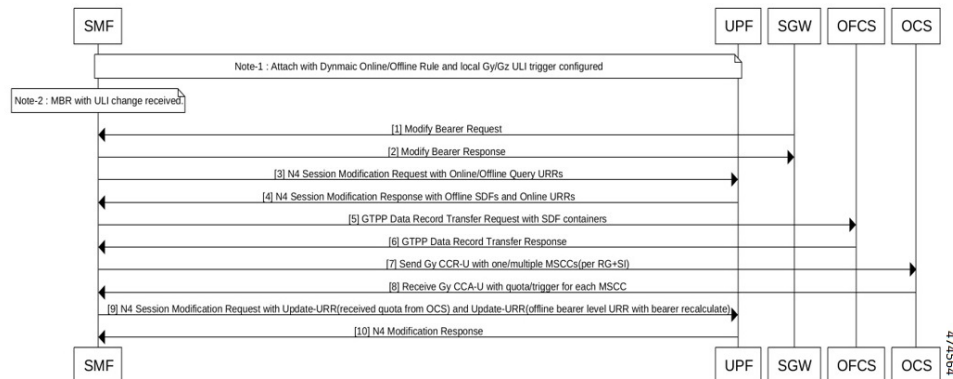 SMF UPF SGW OFCS OCS
Note-1 : Attach with Dynmaic Online/Offline Rule and local Gy/Gz ULI trigger configured
Note-2 : MBR with ULI change received.
[1] Modify Bearer Request
[2] Modify Bearer Response
[3] N4 Session Modification Request with Online/Offline Query URRs
[4] N4 Session Modification Response with Offline SDFs and Online URRs
[5] GTPP Data Record Transfer Request with SDF containers
[6] GTPP Data Record Transfer Response
[7] Send Gy CCR-U with one/multiple MSCCs(per RG+SI)
[8] Receive Gy CCA-U with quota/trigger for each MSCC
[9] N4 Session Modification Request with Update-URR(received quota from OCS) and Update-URR(offline bearer level URR with bearer recalculate)
[10] N4 Modification Response
SMF UPF SGW OFCS OCS
474564